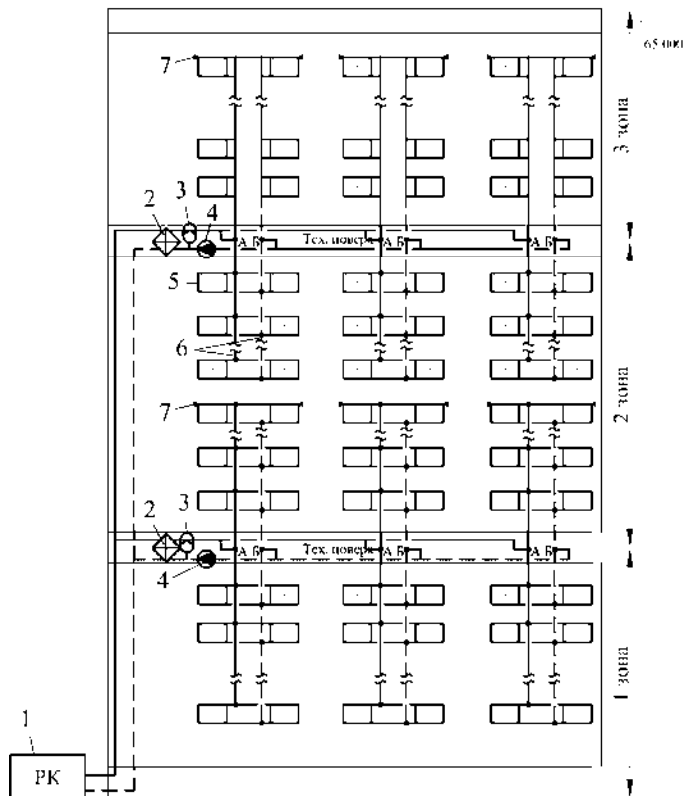 65.000
7
3 зона
2
3
4
А Б
Тех. поверх
А Б
А Б
5
6
2 зона
7
2
3
А Б
Тех. поверх
А Б
А Б
4
1 зона
1
РК